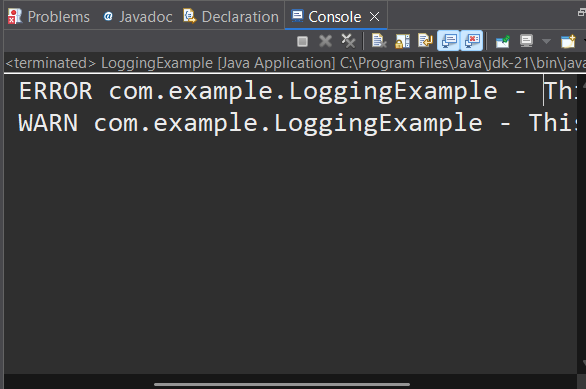 Problems Javadoc Declaration Console
<terminated> LoggingExample [Java Application] C:\Program Files\Java\jdk-21\bin\java
ERROR com.example.LoggingExample - Thi
WARN com.example.LoggingExample - This